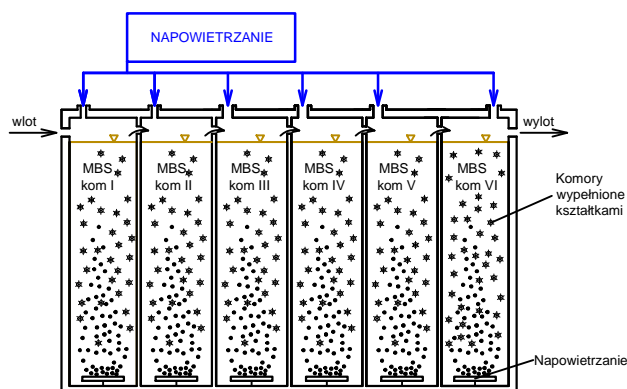 NAPOWIETRZANIE
wlot
wylot
MBS
kom I
MBS
kom II
MBS
kom III
MBS
kom IV
MBS
kom V
MBS
kom VI
Komory
wypełnione
kształtkami
Napowietrzanie